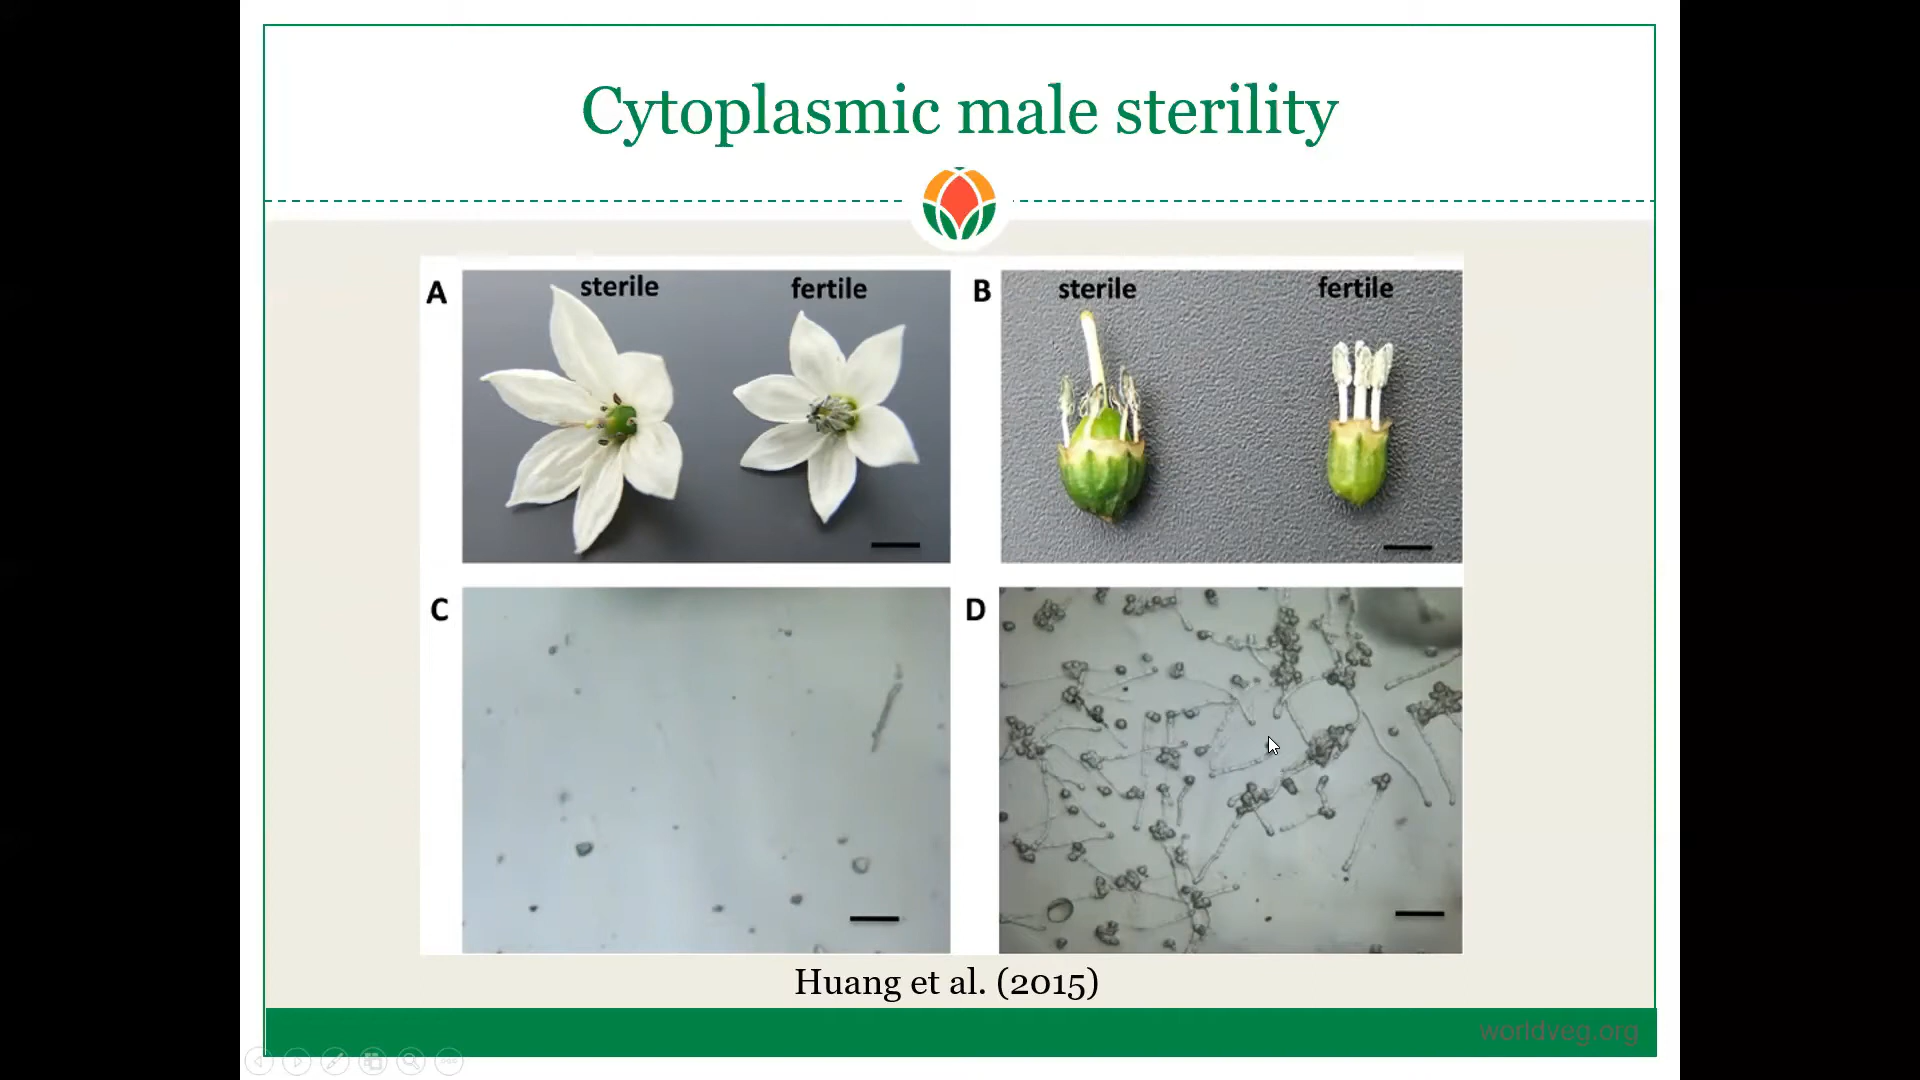 Cytoplasmic male sterility
A
sterile
fertile
B
sterile
fertile
C
D
Huang et al. (2015)
worldveg.org